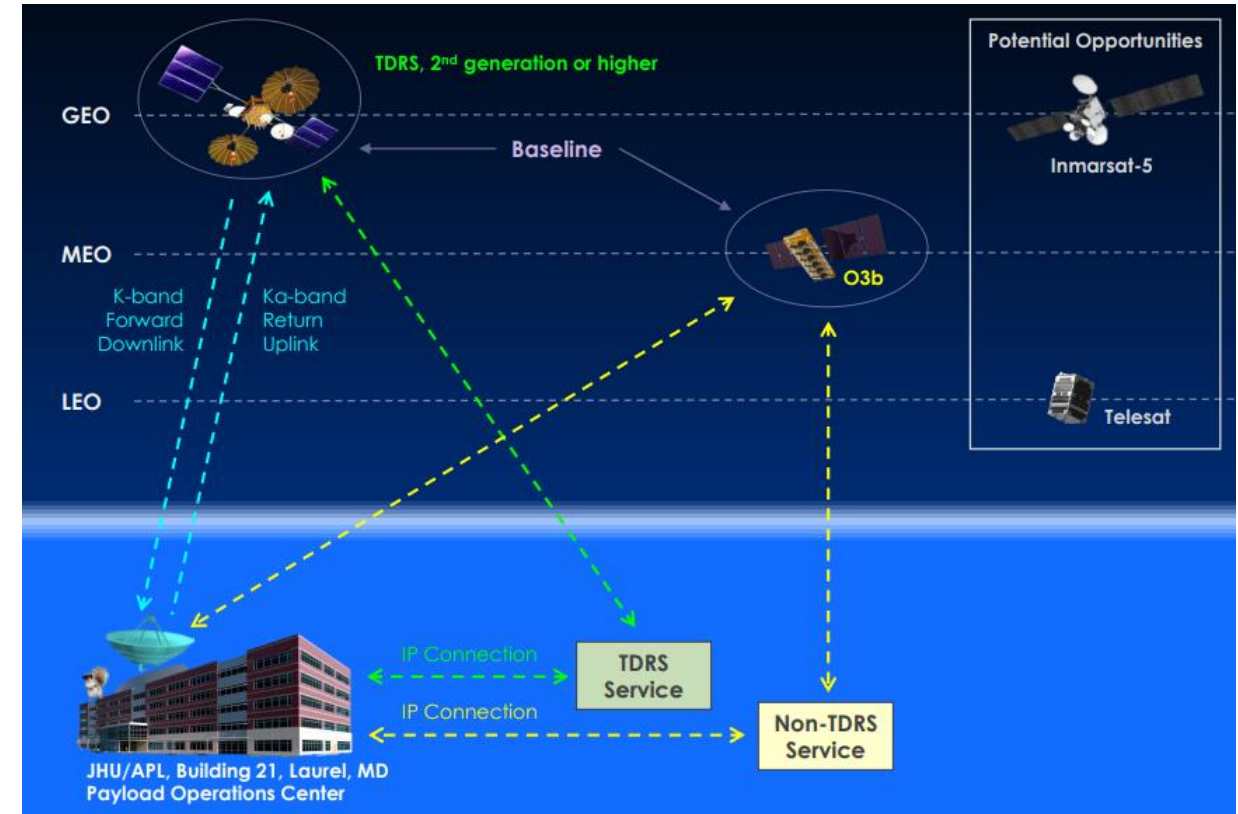 TDRS, 2nd generation or higher
Potential Opportunities
GEO
Baseline
Inmarsat-5
MEO
O3b
K-band
Forward
Downlink
Ka-band
Return
Uplink
LEO
Telesat
IP Connection
TDRS
Service
IP Connection
Non-TDRS
Service
JHU/APL, Building 21, Laurel, MD
Payload Operations Center